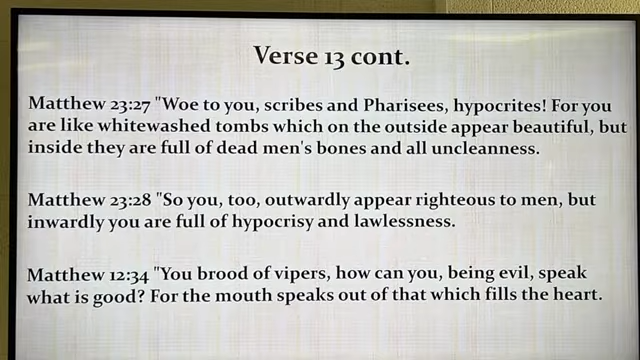 Verse 13 cont.
Matthew 23:27 "Woe to you, scribes and Pharisees, hypocrites! For you
are like whitewashed tombs which on the outside appear beautiful, but
inside they are full of dead men's bones and all uncleanness.
Matthew 23:28 "So you, too, outwardly appear righteous to men, but
inwardly you are full of hypocrisy and lawlessness.
Matthew 12:34 "You brood of vipers, how can you, being evil, speak
what is good? For the mouth speaks out of that which fills the heart.